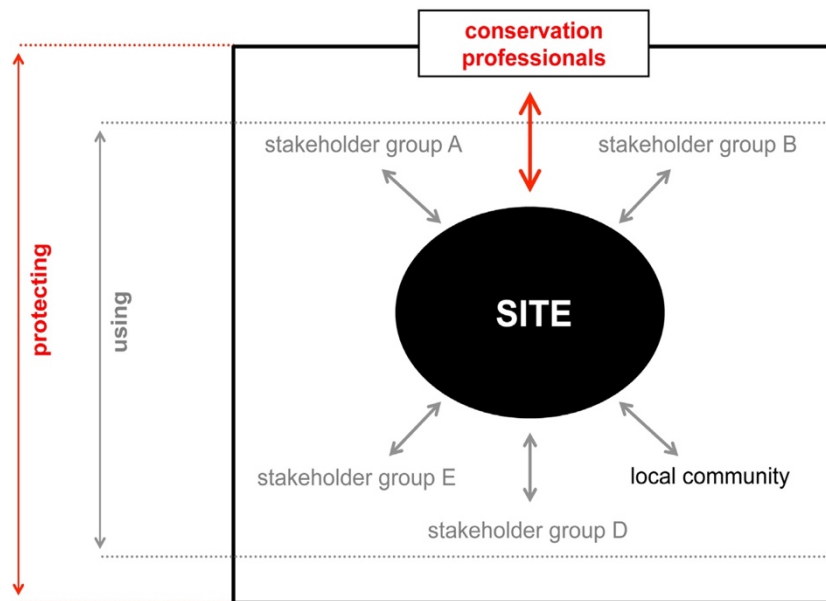 conservation
professionals
stakeholder group A
stakeholder group B
protecting
using
SITE
stakeholder group E
local community
stakeholder group D